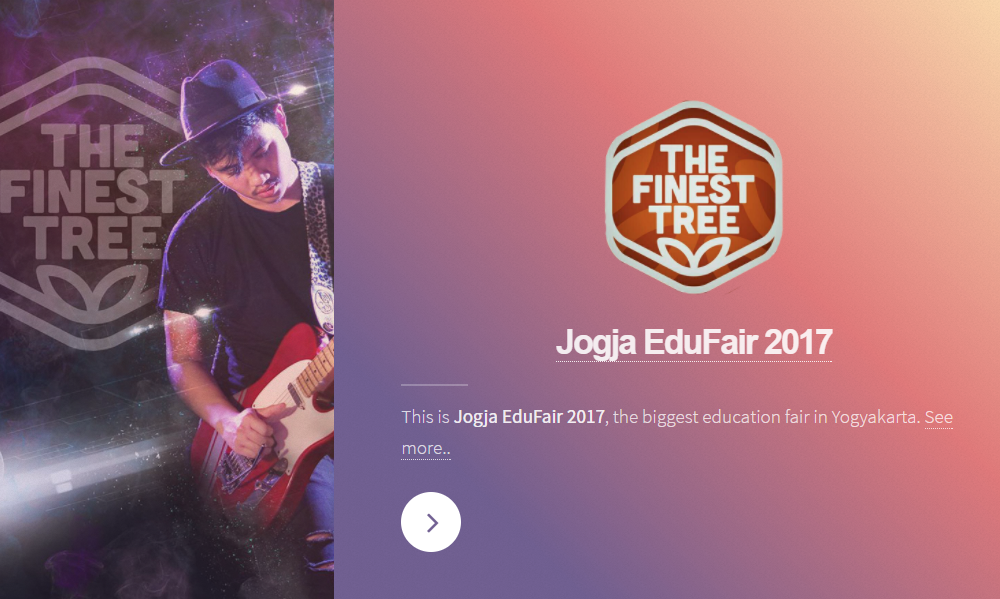 THE
FINEST
TREE
THE
FINEST
TREE
Jogja EduFair 2017
This is Jogja EduFair 2017, the biggest education fair in Yogyakarta. See
more..